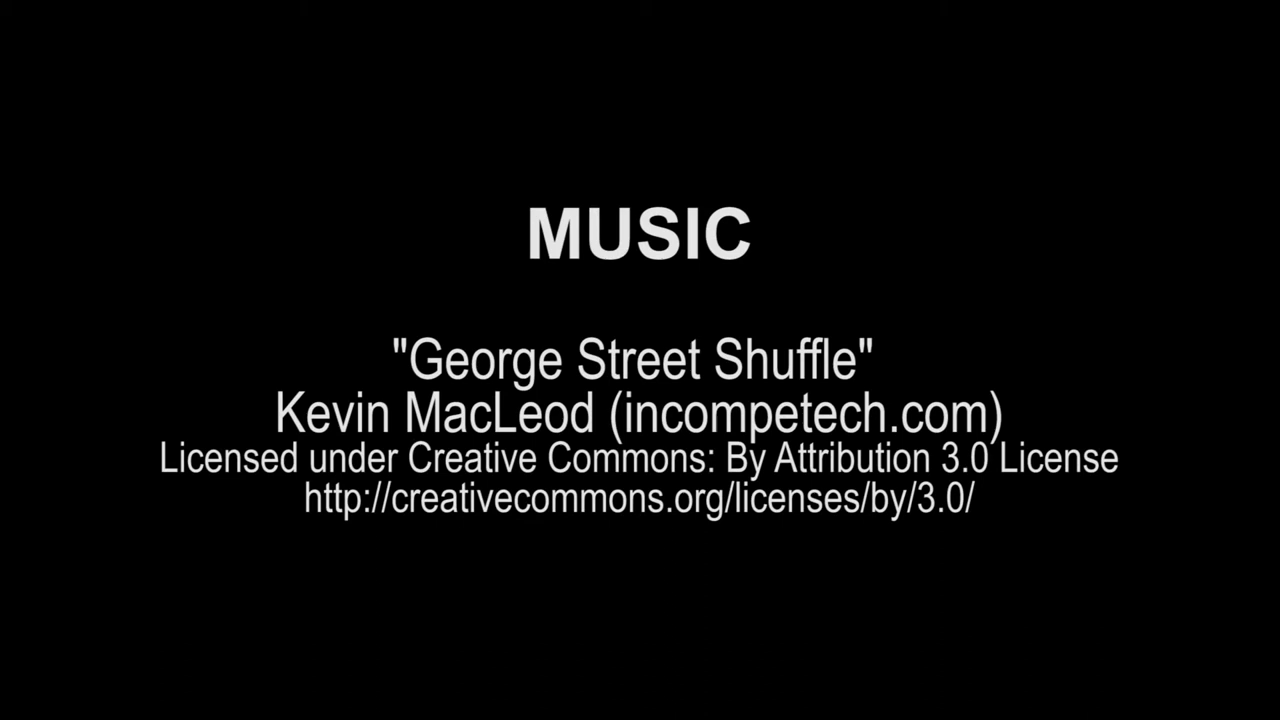 MUSIC
"George Street Shuffle"
Kevin MacLeod (incompetech.com)
Licensed under Creative Commons: By Attribution 3.0 License
http://creativecommons.org/licenses/by/3.0/